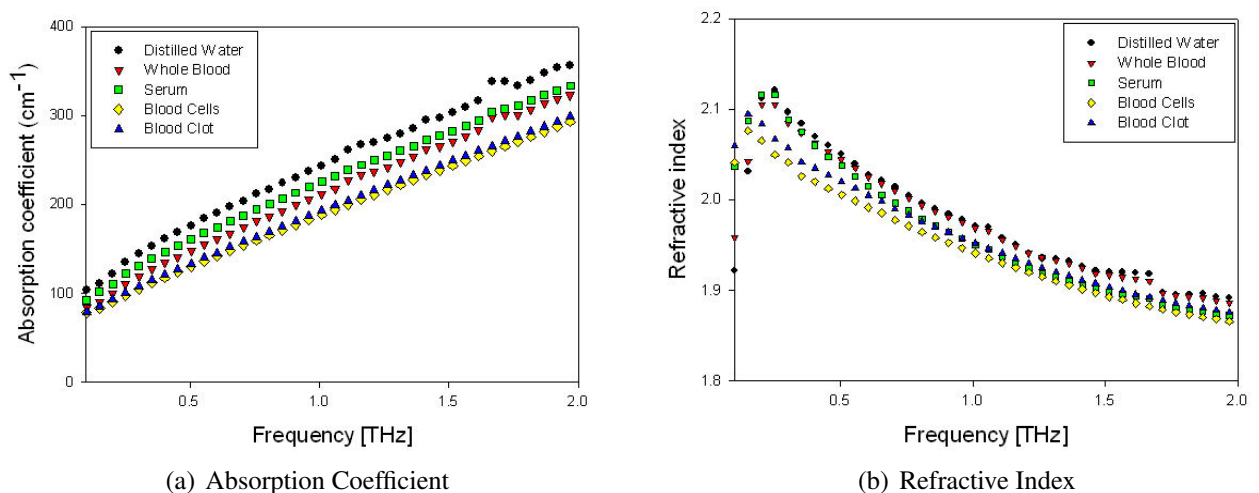 400
300
200
100
0
Absorption coefficient (cm⁻¹)
Distilled Water
Whole Blood
Serum
Blood Cells
Blood Clot
0.5
1.0
1.5
2.0
Frequency [THz]
(a) Absorption Coefficient
2.2
2.1
2.0
1.9
1.8
Refractive index
Distilled Water
Whole Blood
Serum
Blood Cells
Blood Clot
0.5
1.0
1.5
2.0
Frequency [THz]
(b) Refractive Index